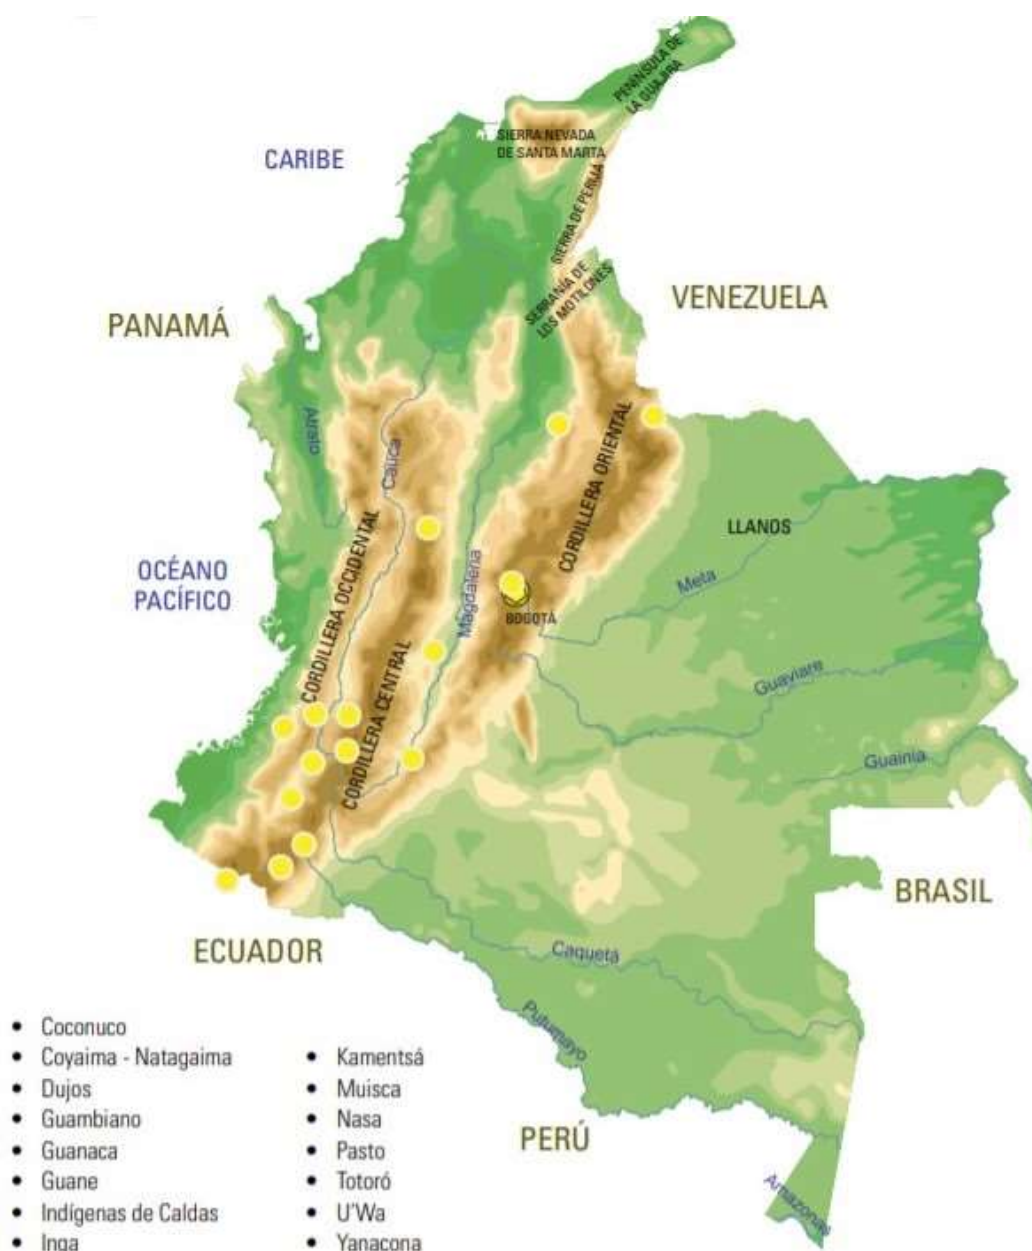 PENÍNSULA DE
LA GUAJIRA
SIERRA NEVADA
DE SANTA MARTA
CARIBE
SIERRA DE PERIJA
SERRANÍA DE
LOS MOTILONES
VENEZUELA
PANAMÁ
Atrato
Cauca
CORDILLERA ORIENTAL
LLANOS
CORDILLERA OCCIDENTAL
Magdalena
OCÉANO
PACÍFICO
Meta
BOGOTÁ
CORDILLERA CENTRAL
Guaviare
Guainía
BRASIL
ECUADOR
Caquetá
Putumayo
PERÚ
Amazonas
• Coconuco
• Coyaima - Natagaima
• Dujos
• Guambiano
• Guanaca
• Guane
• Indígenas de Caldas
• Inga
• Kamentsá
• Muisca
• Nasa
• Pasto
• Totoró
• U'Wa
• Yanacona